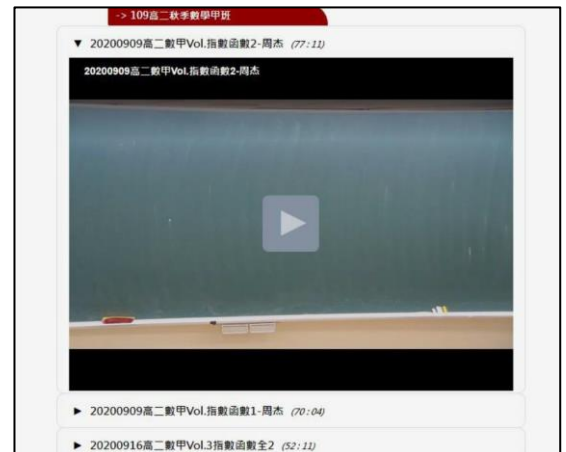 -> 109高二秋季數學甲班
▼ 20200909高二數甲Vol.指數函數2-周杰 (77:11)
20200909高二數甲Vol.指數函數2-周杰
► 20200909高二數甲Vol.指數函數1-周杰 (70:04)
► 20200916高二數甲Vol.3指數函數全2 (52:11)